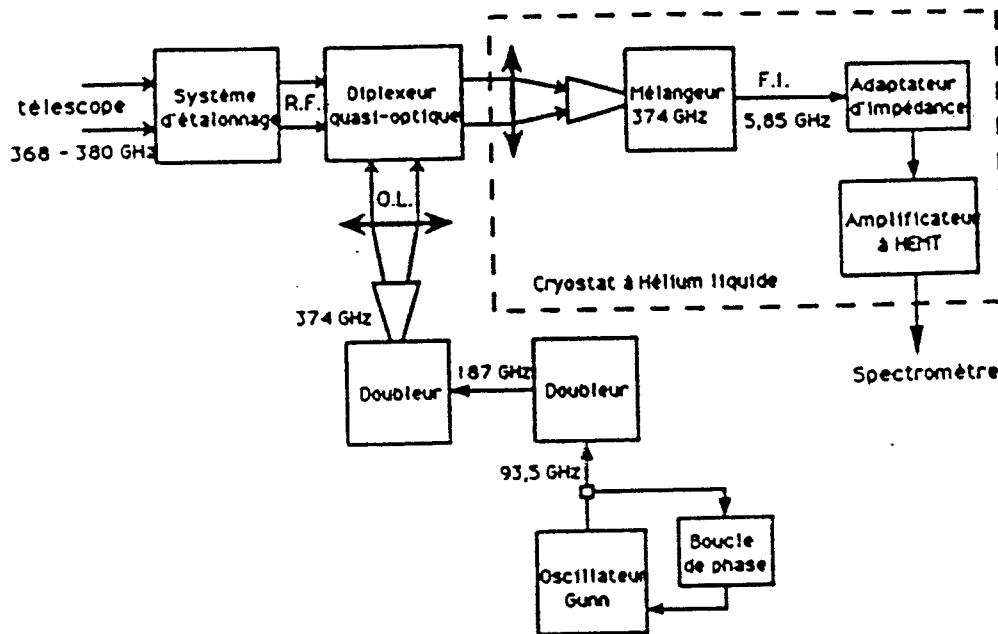 télescope
368 - 380 GHz
Système
d'étalonnage
R.F.
Diplexeur
quasi-optique
Mélangeur
374 GHz
F.I.
5,85 GHz
Adaptateur
d'impédance
O.L.
Amplificateur
à HEMT
Cryostat à Hélium liquide
374 GHz
Spectromètre
Doubleur
187 GHz
Doubleur
93,5 GHz
Oscillateur
Gunn
Boucle
de phase